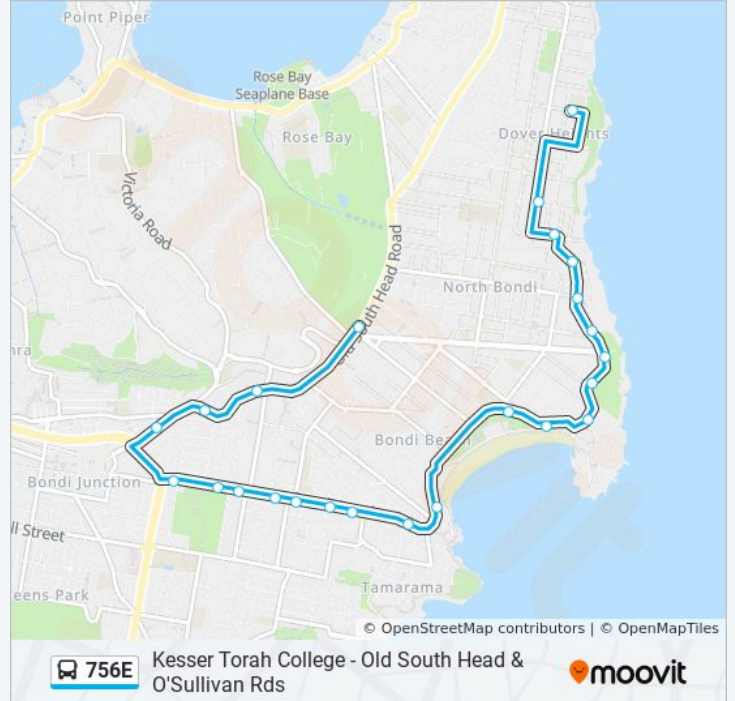 Point Piper
Rose Bay
Seaplane Base
Rose Bay
Dover Heights
Victoria Road
Old South Head Road
North Bondi
Bondi Beach
Bondi Junction
Street
Tamarama
eens Park
© OpenStreetMap contributors | © OpenMapTiles
756E
Kesser Torah College - Old South Head &
O'Sullivan Rds
moovit